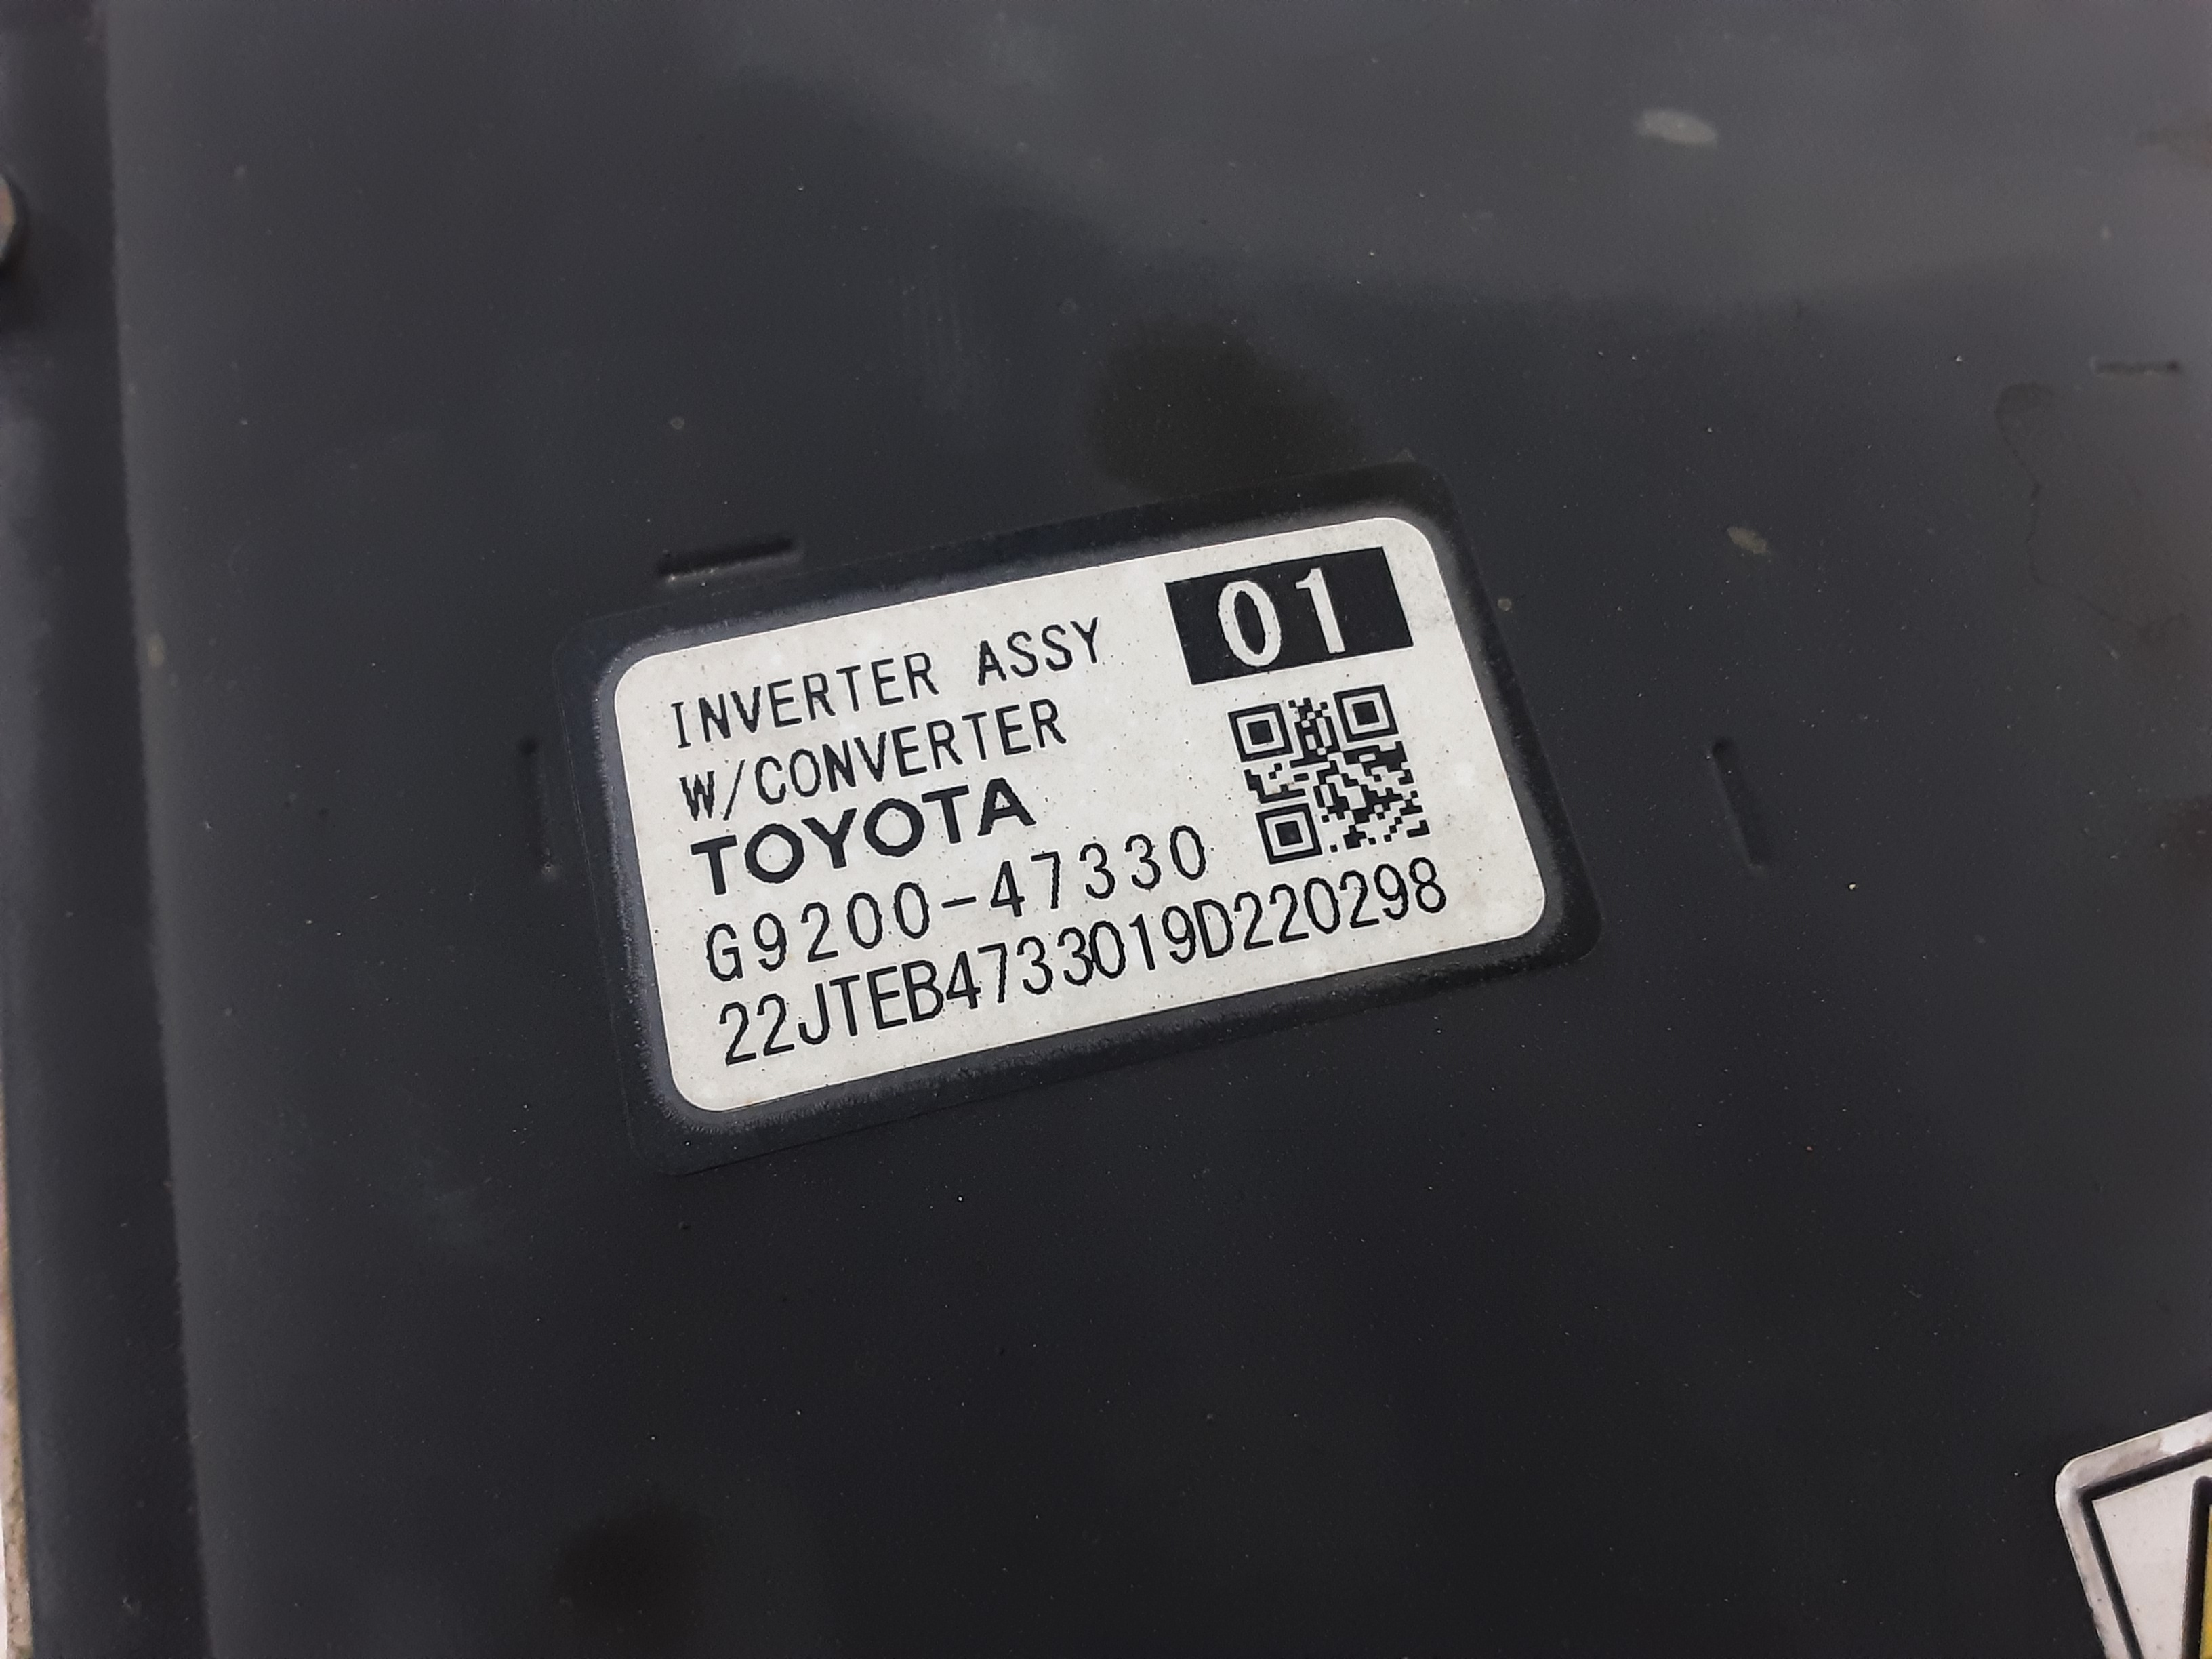 01
INVERTER ASSY
W/CONVERTER
TOYOTA
G9200-47330
22JTEB4733019D220298